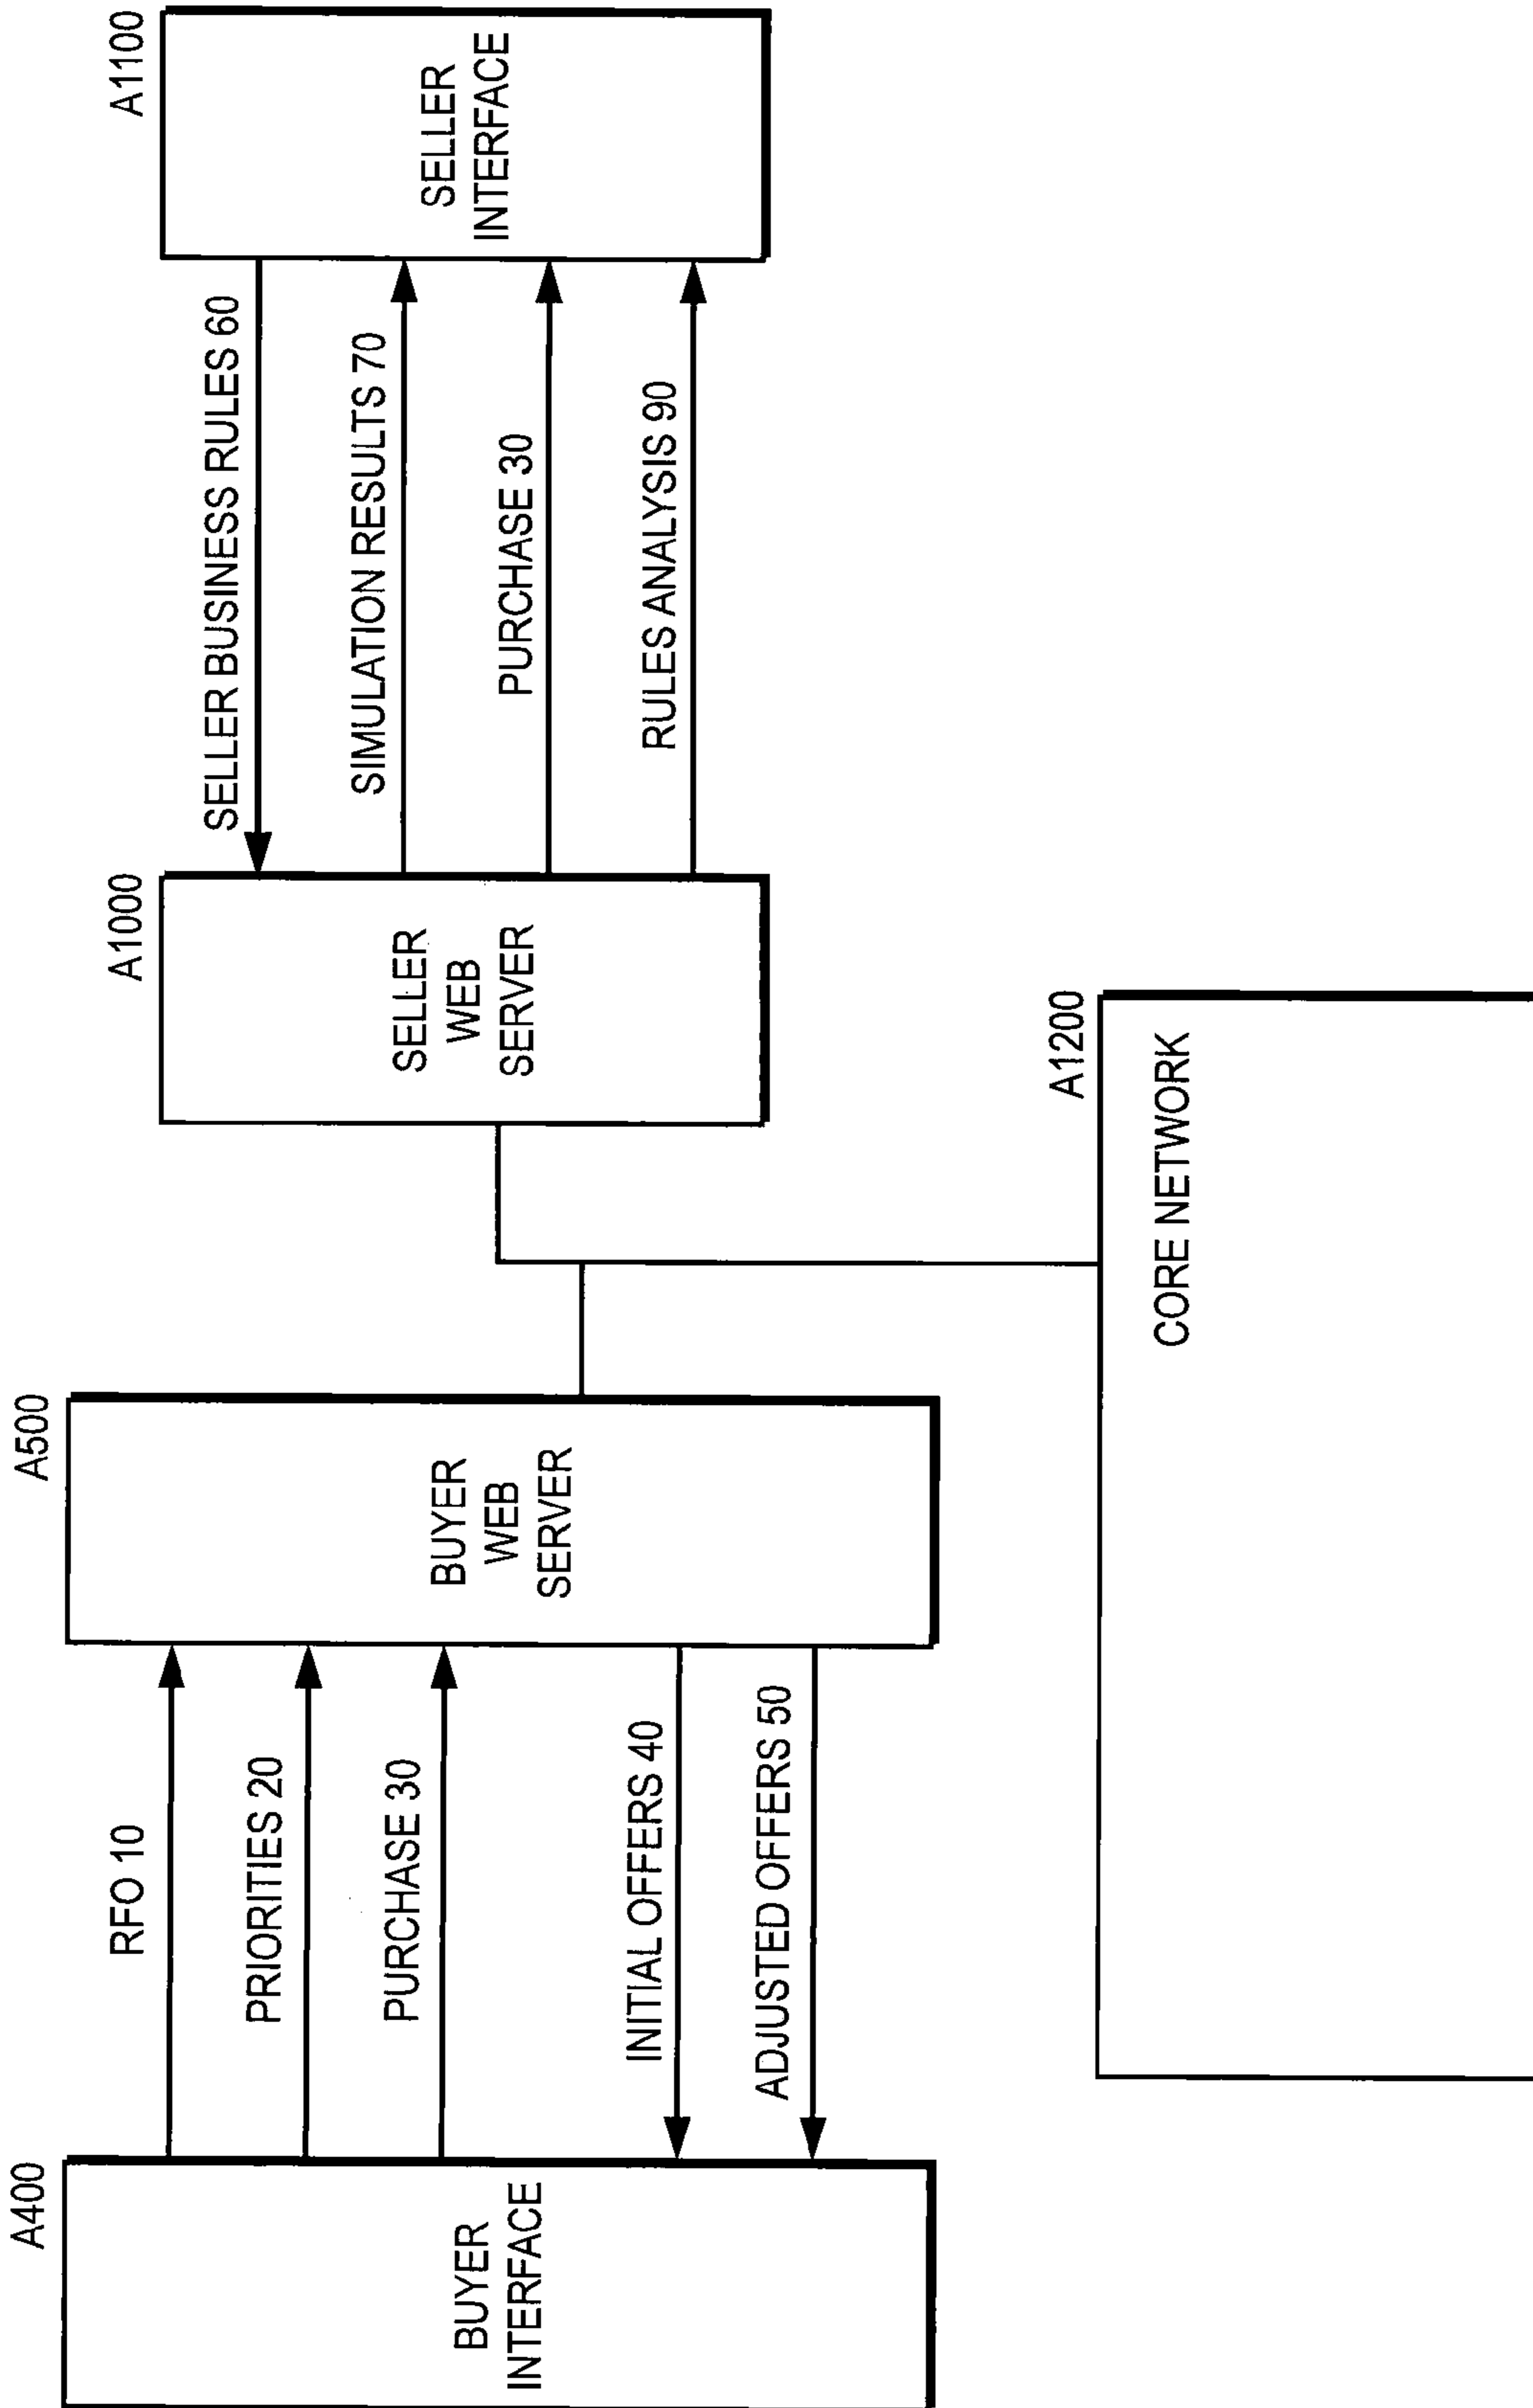 A400
BUYER
INTERFACE
RFO 10
PRIORITIES 20
PURCHASE 30
INITIAL OFFERS 40
ADJUSTED OFFERS 50
A500
BUYER
WEB
SERVER
A1000
SELLER
WEB
SERVER
SELLER BUSINESS RULES 60
SIMULATION RESULTS 70
PURCHASE 30
RULES ANALYSIS 90
A1100
SELLER
INTERFACE
A1200
CORE NETWORK